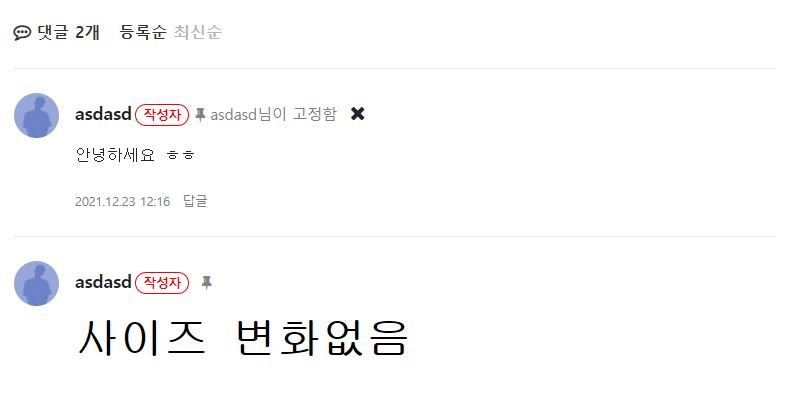 댓글 2개 등록순 최신순
asdasd 작성자 asdasd님이 고정함
안녕하세요 ㅎㅎ
2021.12.23 12:16 답글
asdasd 작성자
사이즈 변화없음